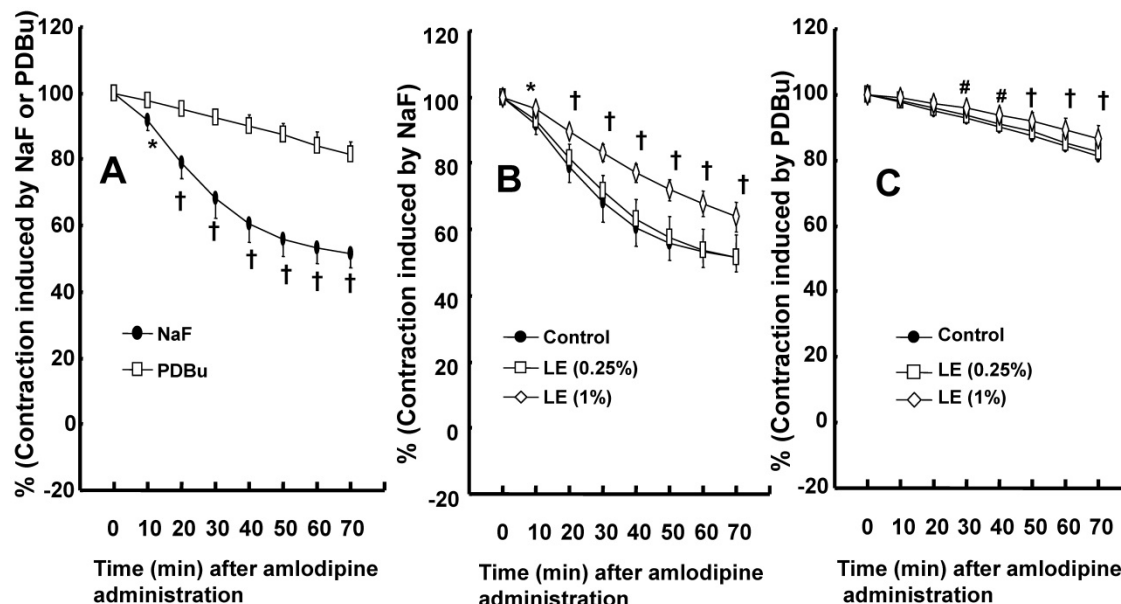 % (Contraction induced by NaF or PDBu)
120
100
80
60
40
20
0
-20
A
*
† † † † † †
NaF
PDBu
0 10 20 30 40 50 60 70
Time (min) after amlodipine
administration
% (Contraction induced by NaF)
120
100
80
60
40
20
0
-20
B
* † † † † † †
Control
LE (0.25%)
LE (1%)
0 10 20 30 40 50 60 70
Time (min) after amlodipine
administration
% (Contraction induced by PDBu)
120
100
80
60
40
20
0
-20
C
# # † † †
Control
LE (0.25%)
LE (1%)
0 10 20 30 40 50 60 70
Time (min) after amlodipine
administration